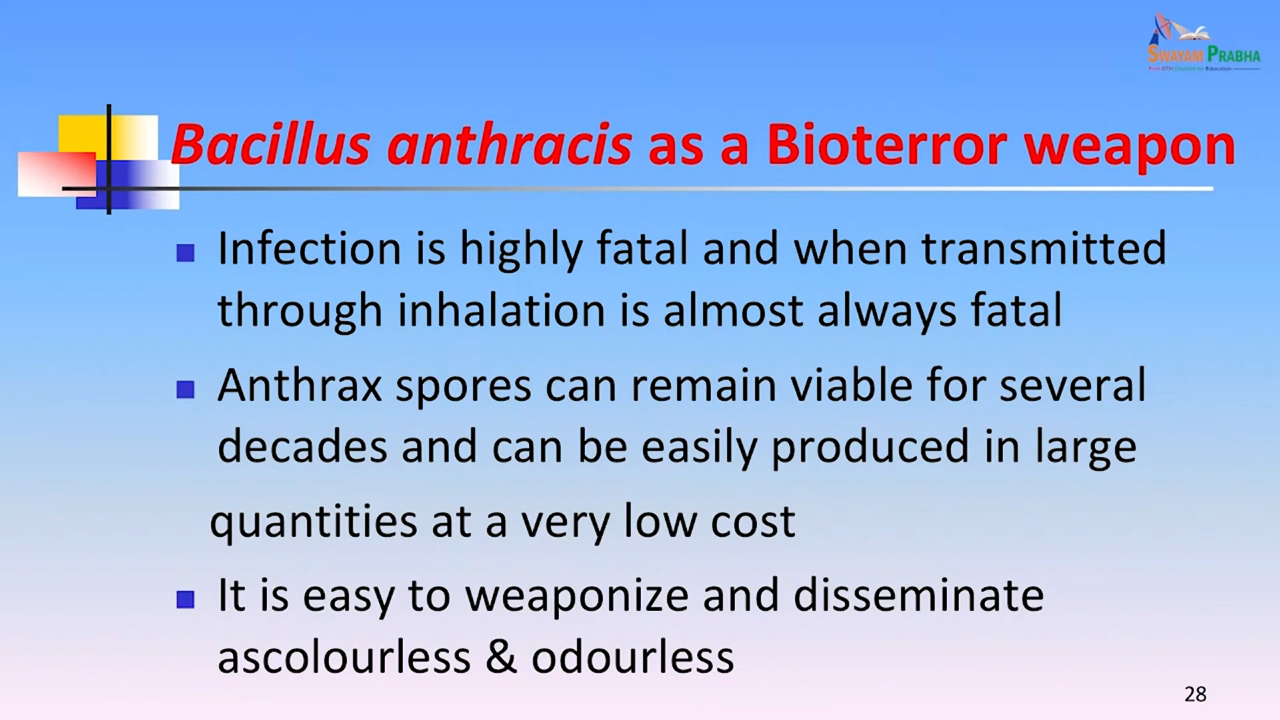 SWAYAM PRABHA
Bacillus anthracis as a Bioterror weapon
Infection is highly fatal and when transmitted
through inhalation is almost always fatal
Anthrax spores can remain viable for several
decades and can be easily produced in large
quantities at a very low cost
It is easy to weaponize and disseminate
ascolourless & odourless
28